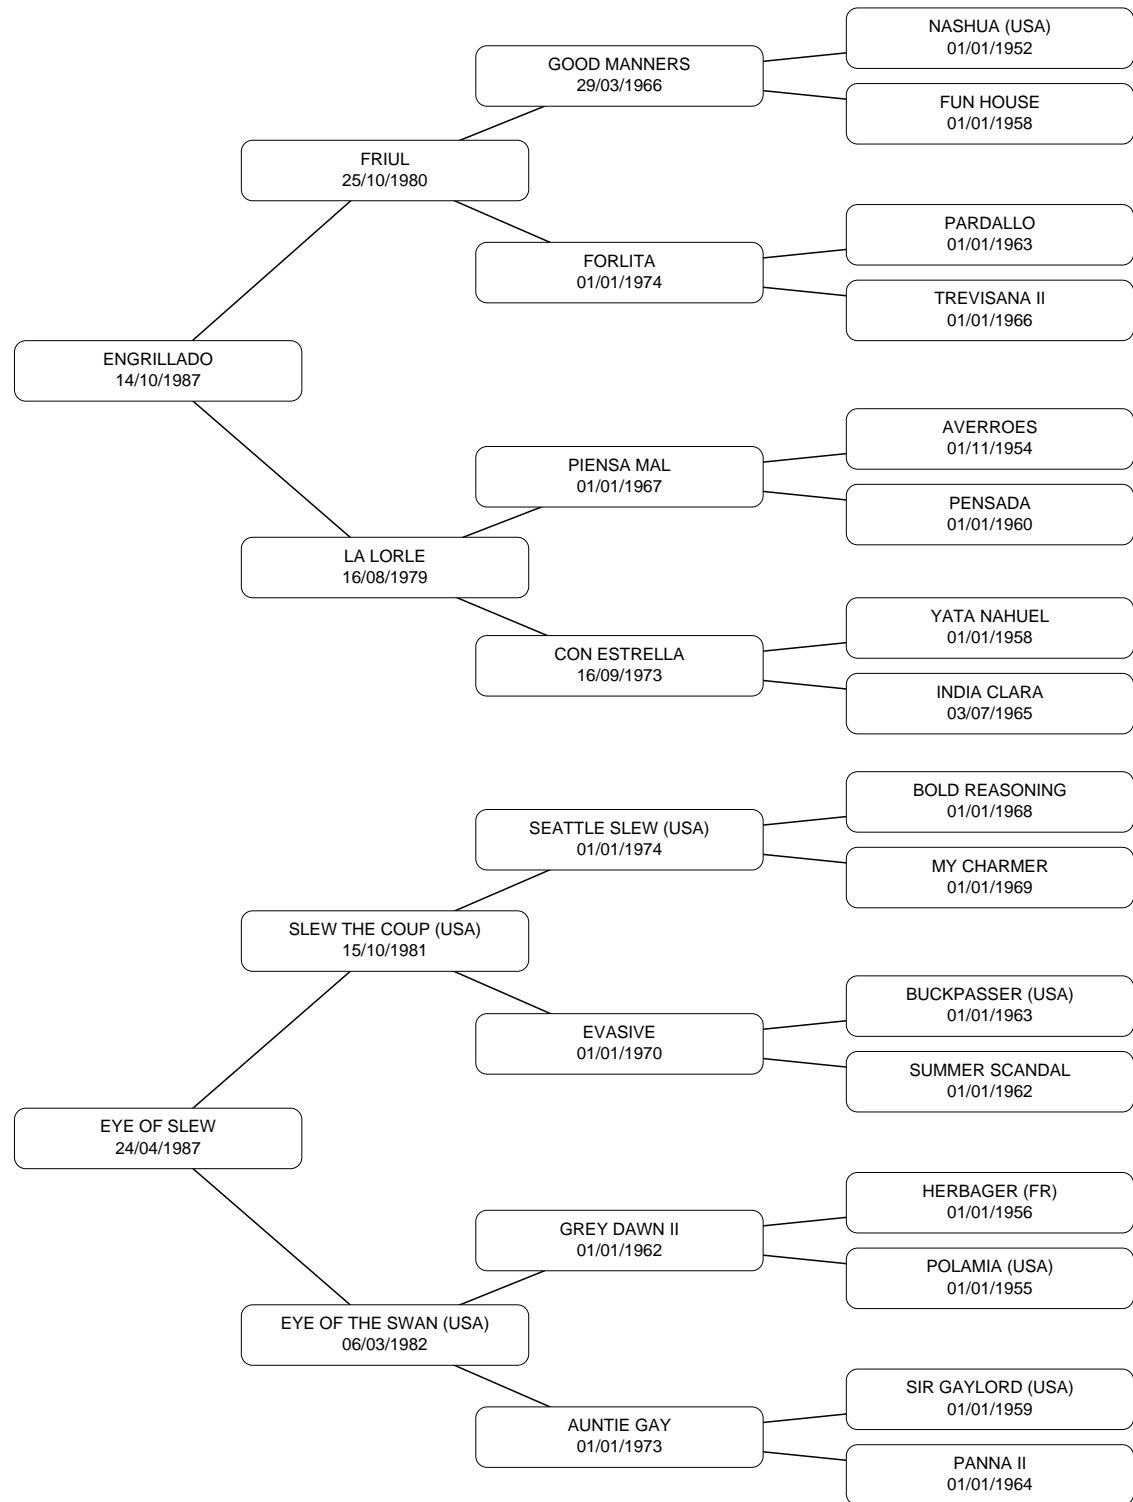 NASHUA (USA)
01/01/1952
GOOD MANNERS
29/03/1966
FUN HOUSE
01/01/1958
FRIUL
25/10/1980
PARDALLO
01/01/1963
FORLITA
01/01/1974
TREVISANA II
01/01/1966
ENGRILLADO
14/10/1987
AVERROES
01/11/1954
PIENSA MAL
01/01/1967
PENSADA
01/01/1960
LA LORLE
16/08/1979
YATA NAHUEL
01/01/1958
CON ESTRELLA
16/09/1973
INDIA CLARA
03/07/1965
BOLD REASONING
01/01/1968
SEATTLE SLEW (USA)
01/01/1974
MY CHARMER
01/01/1969
SLEW THE COUP (USA)
15/10/1981
BUCKPASSER (USA)
01/01/1963
EVASIVE
01/01/1970
SUMMER SCANDAL
01/01/1962
EYE OF SLEW
24/04/1987
HERBAGER (FR)
01/01/1956
GREY DAWN II
01/01/1962
POLAMIA (USA)
01/01/1955
EYE OF THE SWAN (USA)
06/03/1982
SIR GAYLORD (USA)
01/01/1959
AUNTIE GAY
01/01/1973
PANNA II
01/01/1964